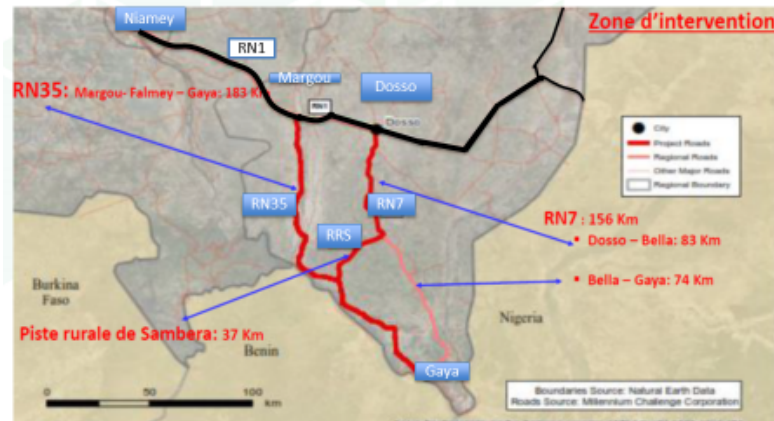 Niamey
Zone d'intervention
RN1
Margou
Dosso
RN35: Margou- Falmey – Gaya: 183 Km
RN1
Dosso
City
Project Roads
Regional Roads
Other Major Roads
Regional Boundary
RN35
RN7
RN7 : 156 Km
RRS
• Dosso – Bella: 83 Km
• Bella – Gaya: 74 Km
Burkina
Faso
Nigeria
Piste rurale de Sambera: 37 Km
Benin
Gaya
0 50 100
km
Boundaries Source: Natural Earth Data
Roads Source: Millennium Challenge Corporation